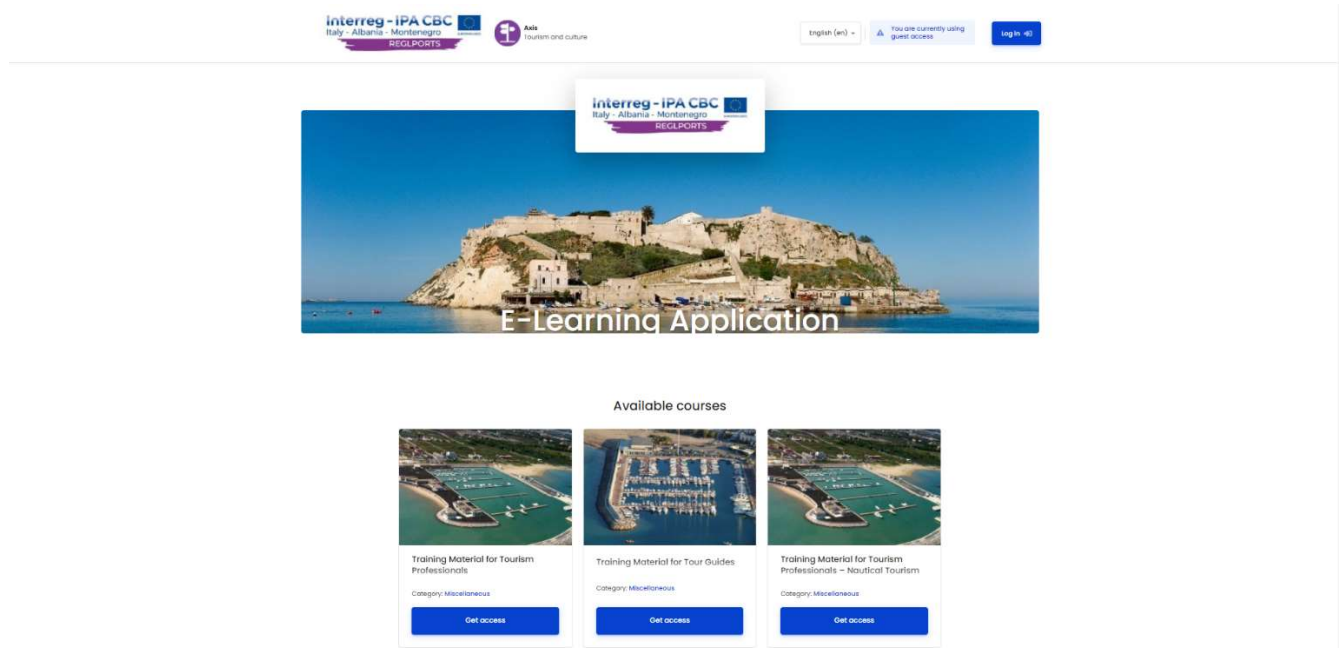 Interreg - IPA CBC
Italy - Albania - Montenegro
REGLPORTS
Axis
Tourism and culture
English (en)
You are currently using
guest access
Log in
Interreg - IPA CBC
Italy - Albania - Montenegro
REGLPORTS
E-Learning Application
Available courses
Training Material for Tourism
Professionals
Category: Miscellaneous
Get access
Training Material for Tour Guides
Category: Miscellaneous
Get access
Training Material for Tourism
Professionals – Nautical Tourism
Category: Miscellaneous
Get access